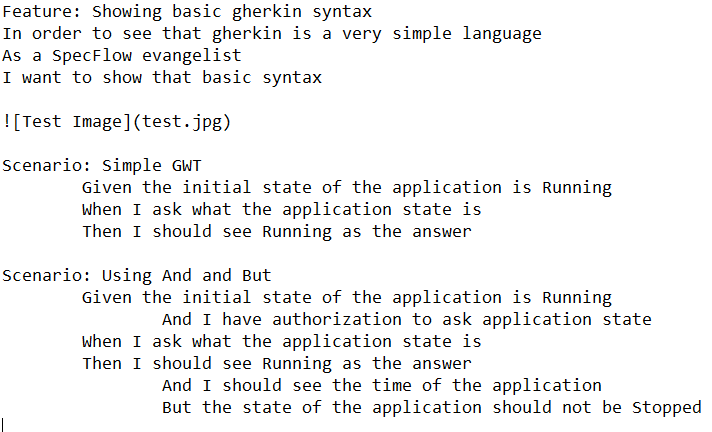 Feature: Showing basic gherkin syntax
In order to see that gherkin is a very simple language
As a SpecFlow evangelist
I want to show that basic syntax
![Test Image](test.jpg)
Scenario: Simple GWT
Given the initial state of the application is Running
When I ask what the application state is
Then I should see Running as the answer
Scenario: Using And and But
Given the initial state of the application is Running
And I have authorization to ask application state
When I ask what the application state is
Then I should see Running as the answer
And I should see the time of the application
But the state of the application should not be Stopped